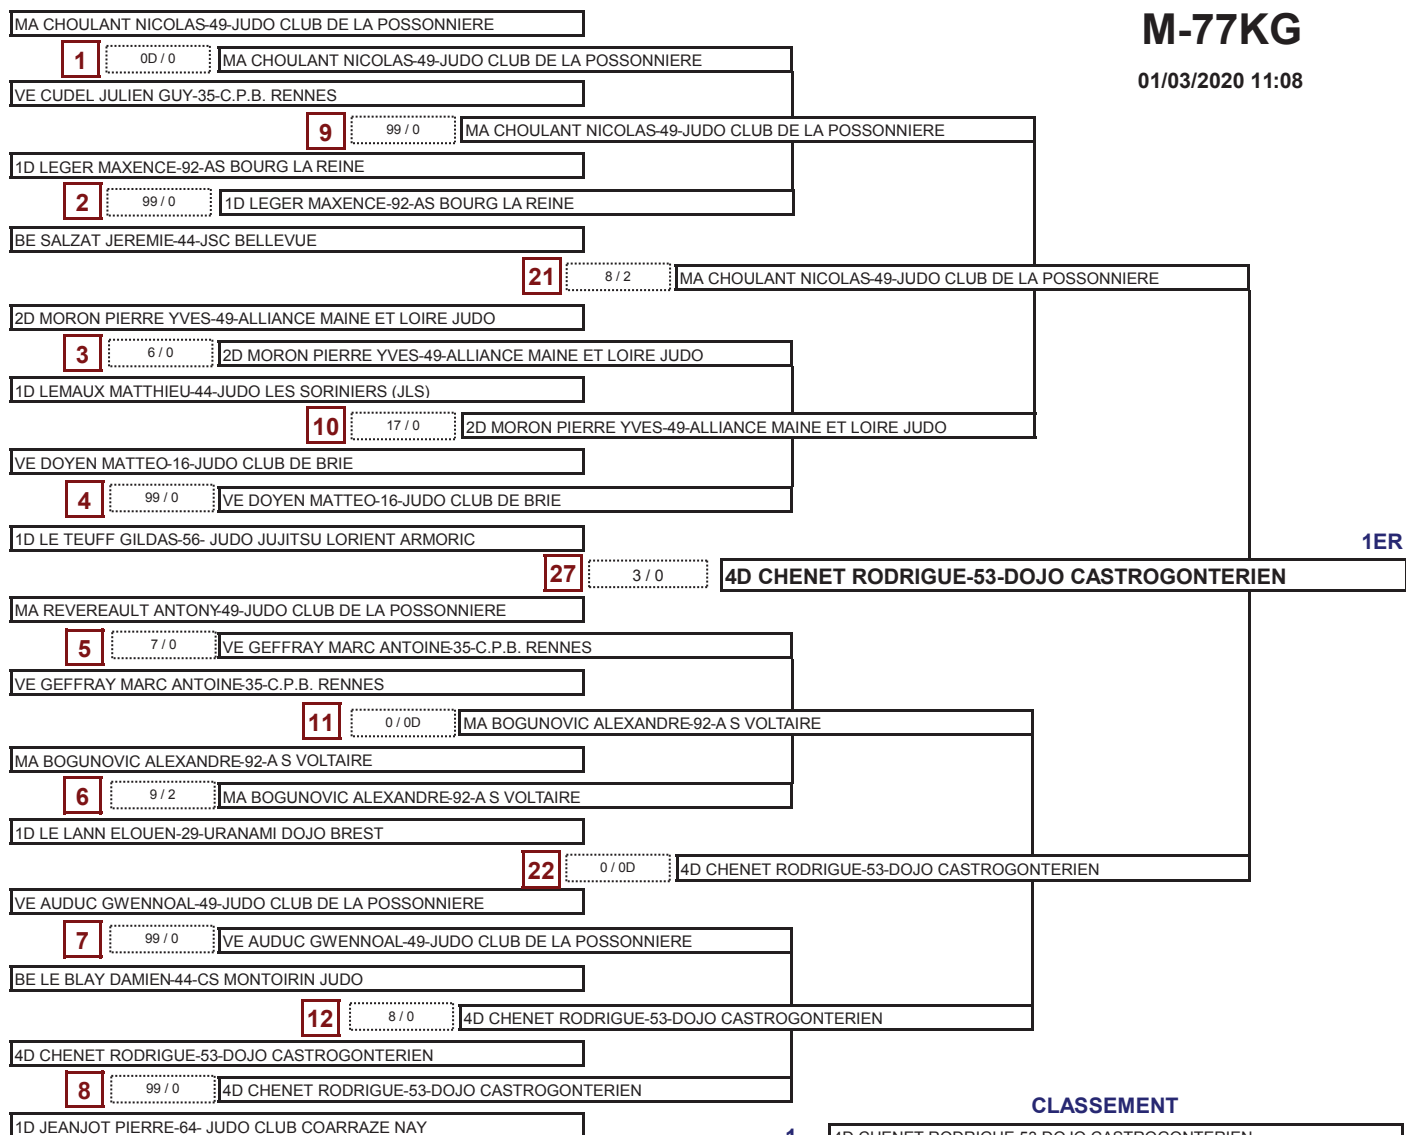 MA CHOULANT NICOLAS-49-JUDO CLUB DE LA POSSONNIERE
M-77KG
1 0D / 0 MA CHOULANT NICOLAS-49-JUDO CLUB DE LA POSSONNIERE
01/03/2020 11:08
VE CUDEL JULIEN GUY-35-C.P.B. RENNES
9 99 / 0 MA CHOULANT NICOLAS-49-JUDO CLUB DE LA POSSONNIERE
1D LEGER MAXENCE-92-AS BOURG LA REINE
2 99 / 0 1D LEGER MAXENCE-92-AS BOURG LA REINE
BE SALZAT JEREMIE-44-JSC BELLEVUE
21 8 / 2 MA CHOULANT NICOLAS-49-JUDO CLUB DE LA POSSONNIERE
2D MORON PIERRE YVES-49-ALLIANCE MAINE ET LOIRE JUDO
3 6 / 0 2D MORON PIERRE YVES-49-ALLIANCE MAINE ET LOIRE JUDO
1D LEMAUX MATTHIEU-44-JUDO LES SORINIERS (JLS)
10 17 / 0 2D MORON PIERRE YVES-49-ALLIANCE MAINE ET LOIRE JUDO
VE DOYEN MATTEO-16-JUDO CLUB DE BRIE
4 99 / 0 VE DOYEN MATTEO-16-JUDO CLUB DE BRIE
1D LE TEUFF GILDAS-56- JUDO JUJITSU LORIENT ARMORIC
1ER
27 3 / 0 4D CHENET RODRIGUE-53-DOJO CASTROGONTERIEN
MA REVEREAULT ANTONY-49-JUDO CLUB DE LA POSSONNIERE
5 7 / 0 VE GEFFRAY MARC ANTOINE-35-C.P.B. RENNES
VE GEFFRAY MARC ANTOINE-35-C.P.B. RENNES
11 0 / 0D MA BOGUNOVIC ALEXANDRE-92-A S VOLTAIRE
MA BOGUNOVIC ALEXANDRE-92-A S VOLTAIRE
6 9 / 2 MA BOGUNOVIC ALEXANDRE-92-A S VOLTAIRE
1D LE LANN ELOUEN-29-URANAMI DOJO BREST
22 0 / 0D 4D CHENET RODRIGUE-53-DOJO CASTROGONTERIEN
VE AUDUC GWENNOAL-49-JUDO CLUB DE LA POSSONNIERE
7 99 / 0 VE AUDUC GWENNOAL-49-JUDO CLUB DE LA POSSONNIERE
BE LE BLAY DAMIEN-44-CS MONTOIRIN JUDO
12 8 / 0 4D CHENET RODRIGUE-53-DOJO CASTROGONTERIEN
4D CHENET RODRIGUE-53-DOJO CASTROGONTERIEN
8 99 / 0 4D CHENET RODRIGUE-53-DOJO CASTROGONTERIEN
CLASSEMENT
1D JEANJOT PIERRE-64- JUDO CLUB COARRAZE NAY
1 4D CHENET RODRIGUE-53-DOJO CASTROGONTERIEN